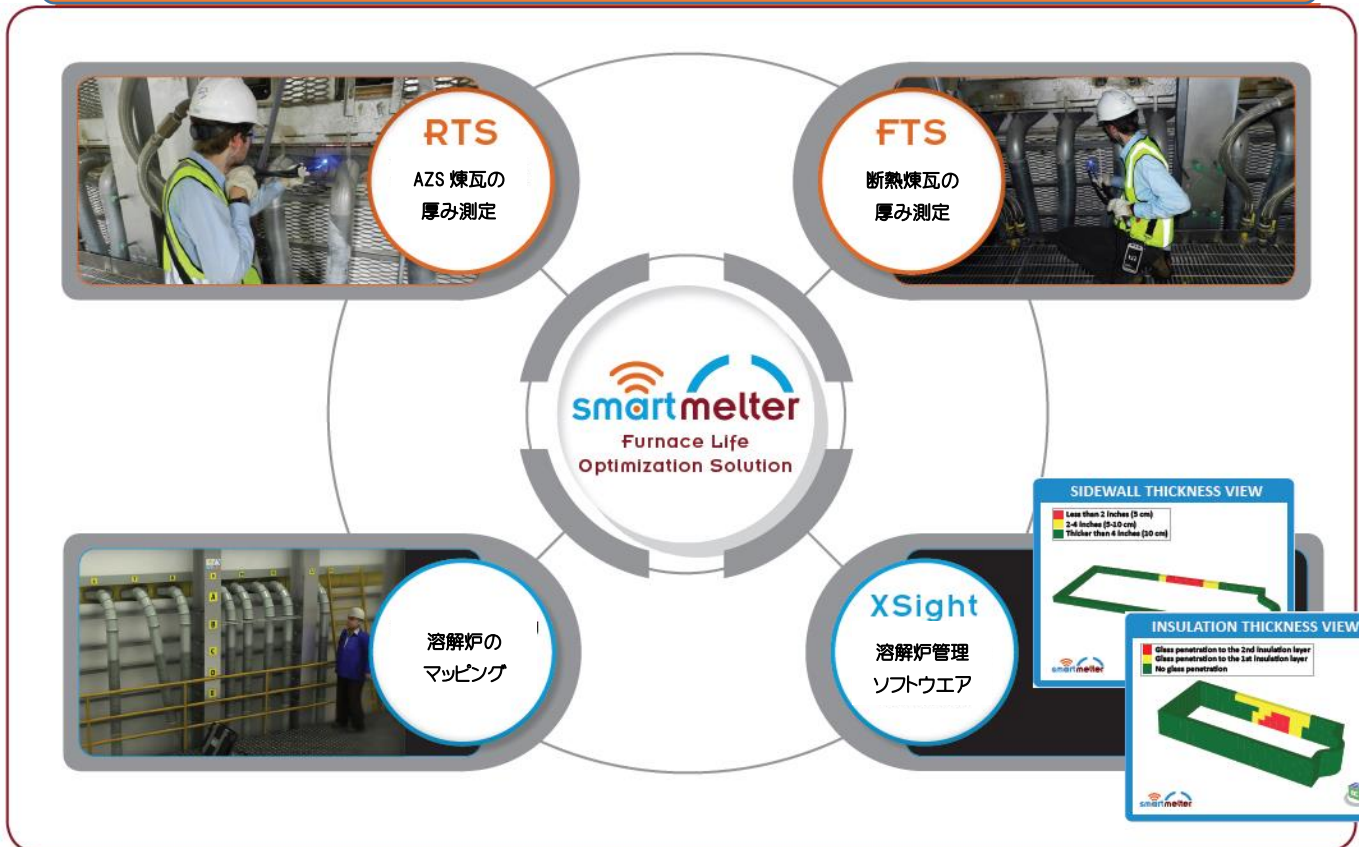 RTS
AZS 煉瓦の
厚み測定
FTS
断熱煉瓦の
厚み測定
smartmelter
Furnace Life
Optimization Solution
溶解炉の
マッピング
XSight
溶解炉管理
ソフトウエア
SIDEWALL THICKNESS VIEW
Less than 2 inches (5 cm)
2-4 inches (5-10 cm)
Thicker than 4 inches (10 cm)
smartmelter
INSULATION THICKNESS VIEW
Glass penetration to the 2nd insulation layer
Glass penetration to the 1st insulation layer
No glass penetration
smartmelter
A
B
C
D
E